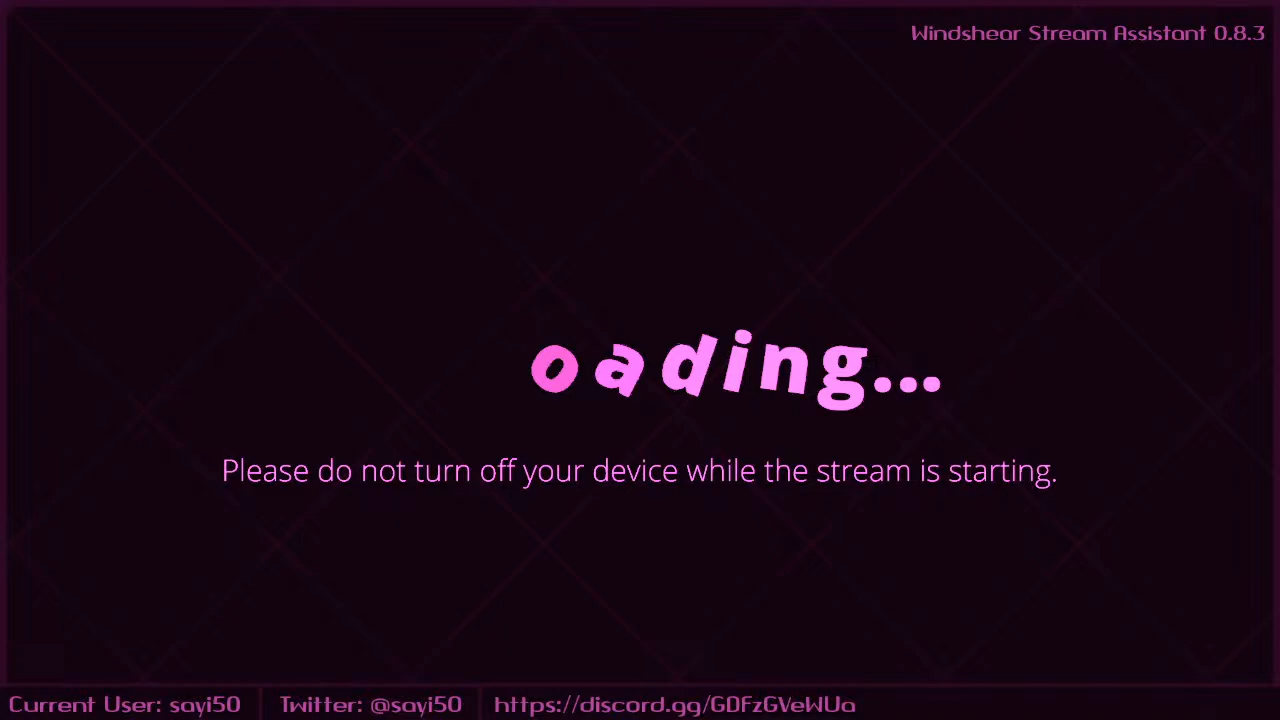 Windshear Stream Assistant 0.8.3
oading...
Please do not turn off your device while the stream is starting.
Current User: sayi50
Twitter: @sayi50
https://discord.gg/GDFzGVeWUa